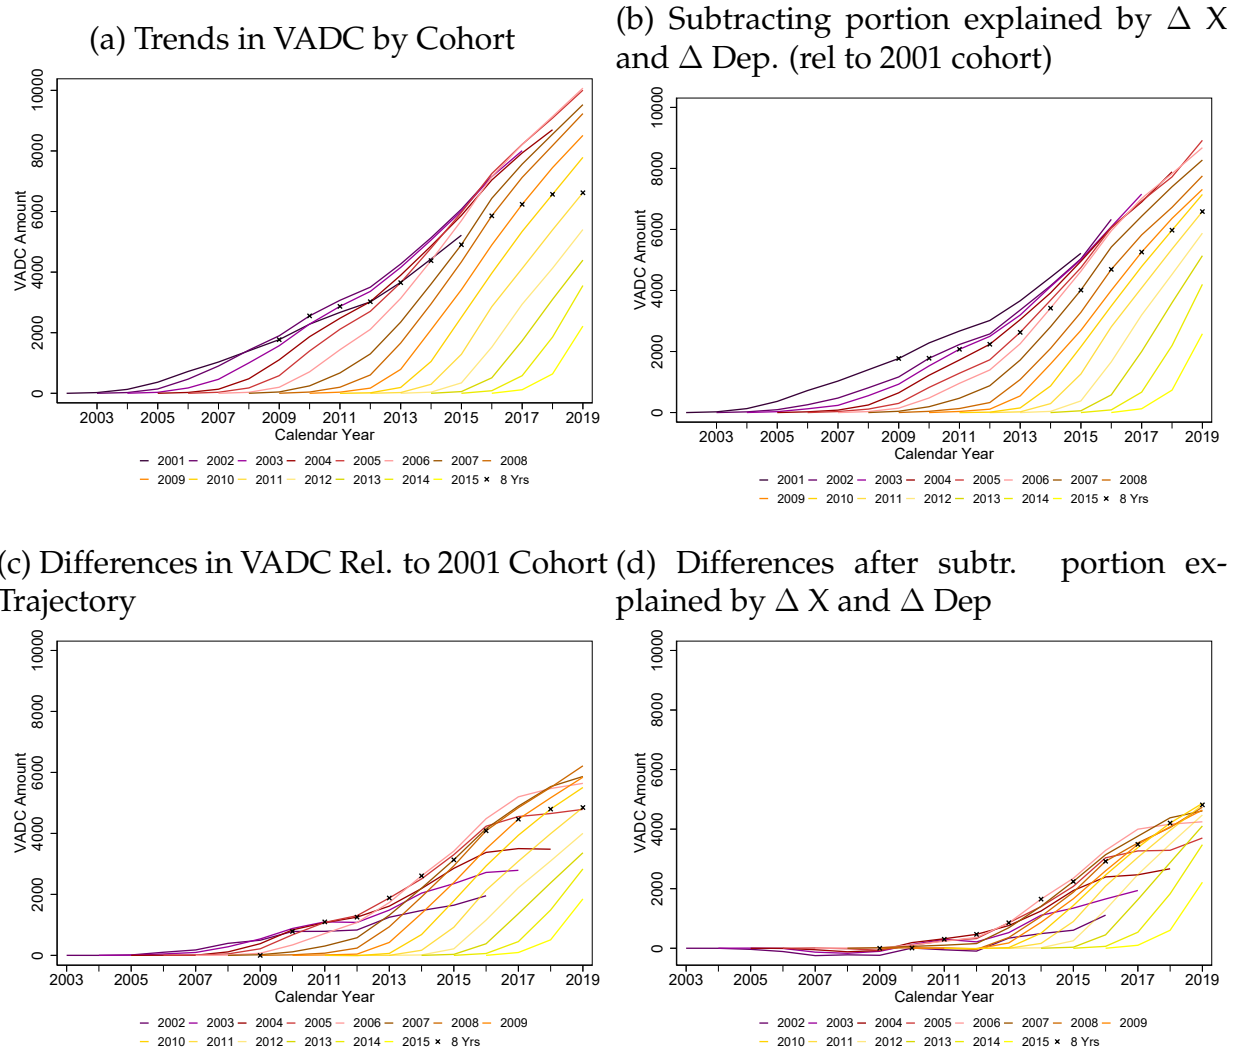 (a) Trends in VADC by Cohort
VADC Amount
10000
8000
6000
4000
2000
0
2003 2005 2007 2009 2011 2013 2015 2017 2019
Calendar Year
2001 2002 2003 2004 2005 2006 2007 2008
2009 2010 2011 2012 2013 2014 2015 × 8 Yrs
(b) Subtracting portion explained by Δ X
and Δ Dep. (rel to 2001 cohort)
VADC Amount
10000
8000
6000
4000
2000
0
2003 2005 2007 2009 2011 2013 2015 2017 2019
Calendar Year
2001 2002 2003 2004 2005 2006 2007 2008
2009 2010 2011 2012 2013 2014 2015 × 8 Yrs
(c) Differences in VADC Rel. to 2001 Cohort
Trajectory
VADC Amount
10000
8000
6000
4000
2000
0
2003 2005 2007 2009 2011 2013 2015 2017 2019
Calendar Year
2002 2003 2004 2005 2006 2007 2008 2009
2010 2011 2012 2013 2014 2015 × 8 Yrs
(d) Differences after subtr. portion ex-
plained by Δ X and Δ Dep
VADC Amount
10000
8000
6000
4000
2000
0
2003 2005 2007 2009 2011 2013 2015 2017 2019
Calendar Year
2002 2003 2004 2005 2006 2007 2008 2009
2010 2011 2012 2013 2014 2015 × 8 Yrs